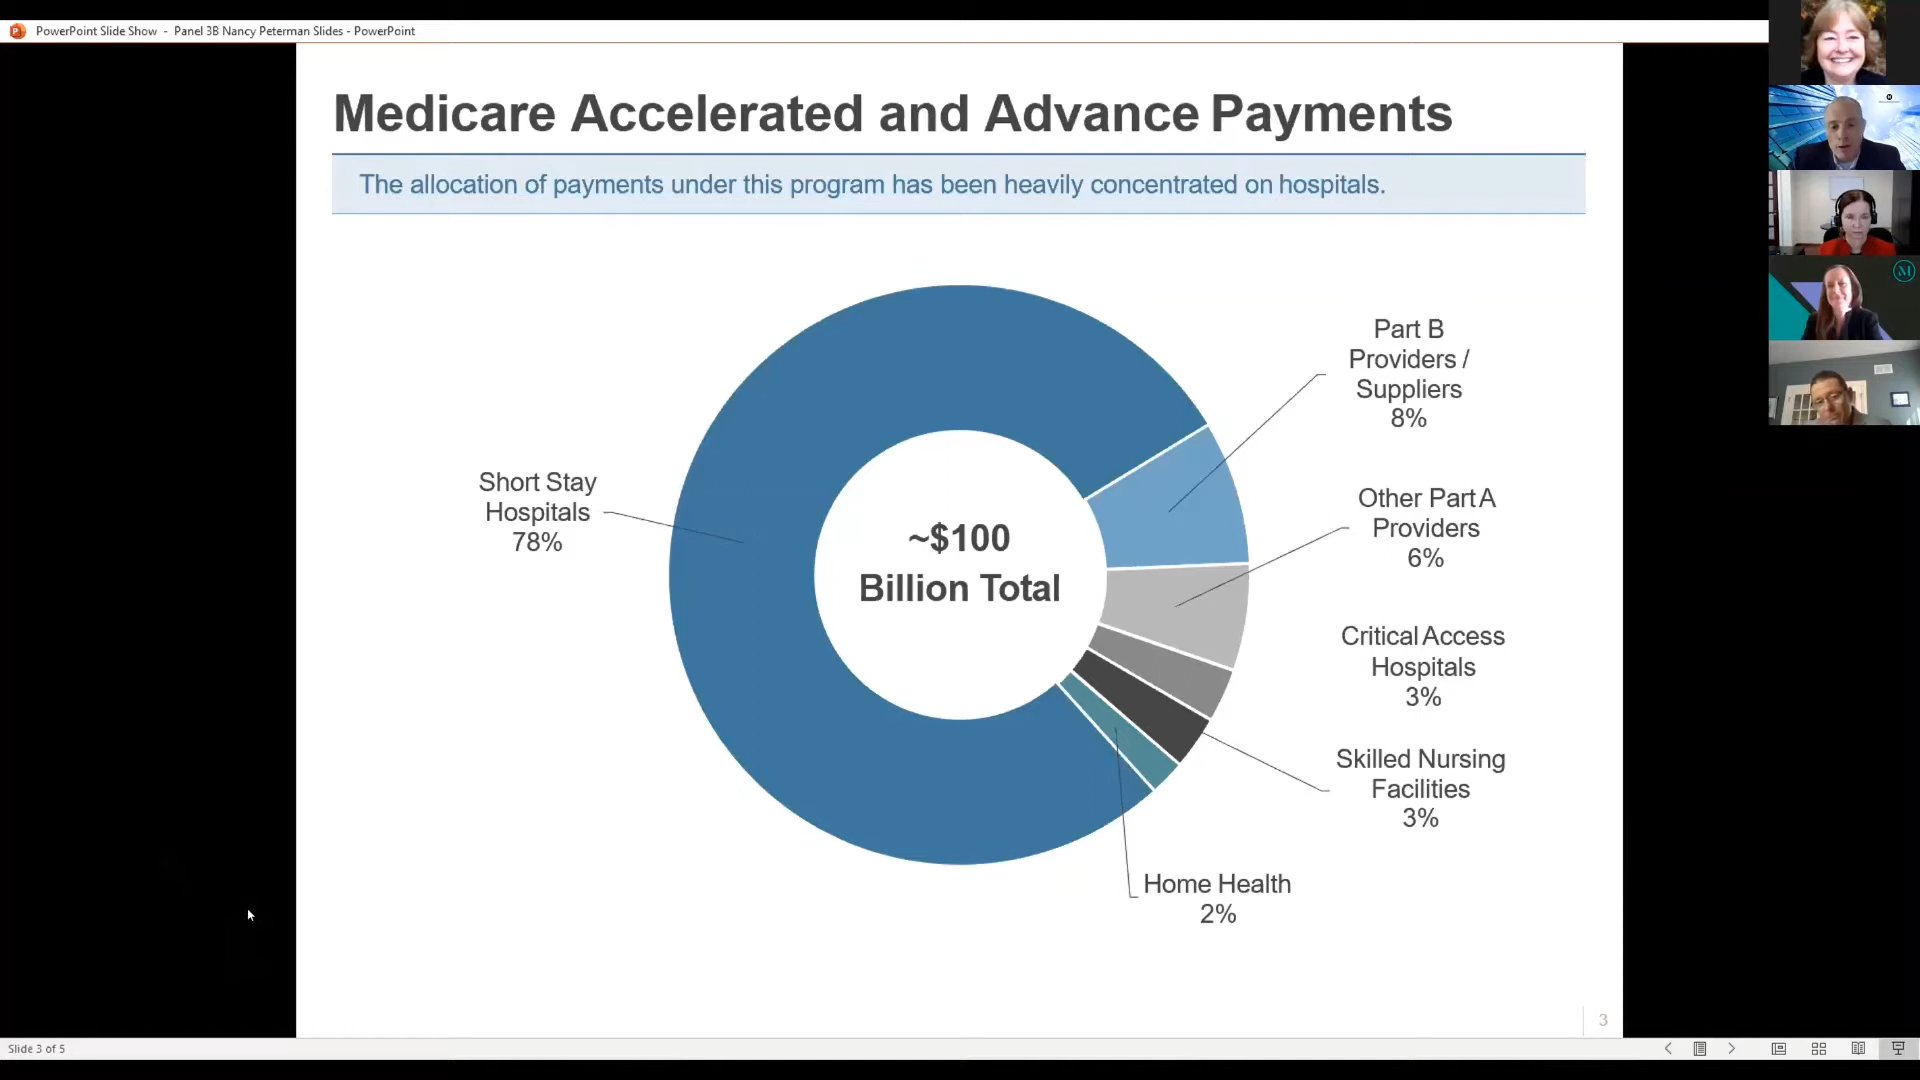 PowerPoint Slide Show - Panel 3B Nancy Peterman Slides - PowerPoint
Medicare Accelerated and Advance Payments
The allocation of payments under this program has been heavily concentrated on hospitals.
Short Stay
Hospitals
78%
~$100
Billion Total
Part B
Providers /
Suppliers
8%
Other Part A
Providers
6%
Critical Access
Hospitals
3%
Skilled Nursing
Facilities
3%
Home Health
2%
3
Slide 3 of 5
M